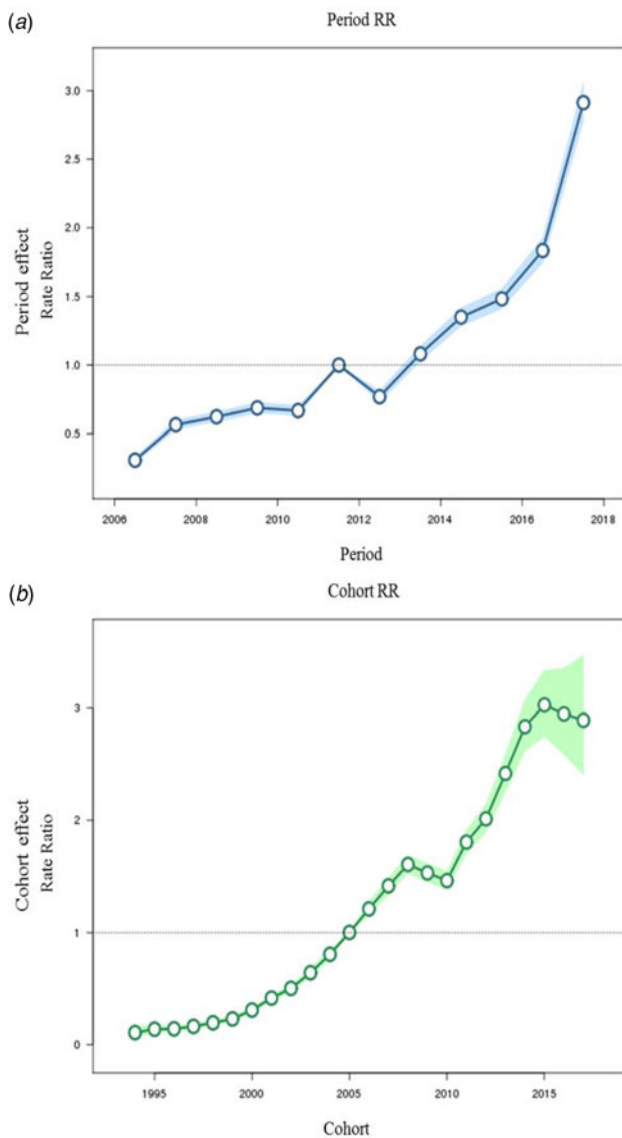 (a)
Period RR
3.0
2.5
2.0
1.5
1.0
0.5
Period effect
Rate Ratio
2006 2008 2010 2012 2014 2016 2018
Period
(b)
Cohort RR
3
2
1
0
Cohort effect
Rate Ratio
1995 2000 2005 2010 2015
Cohort